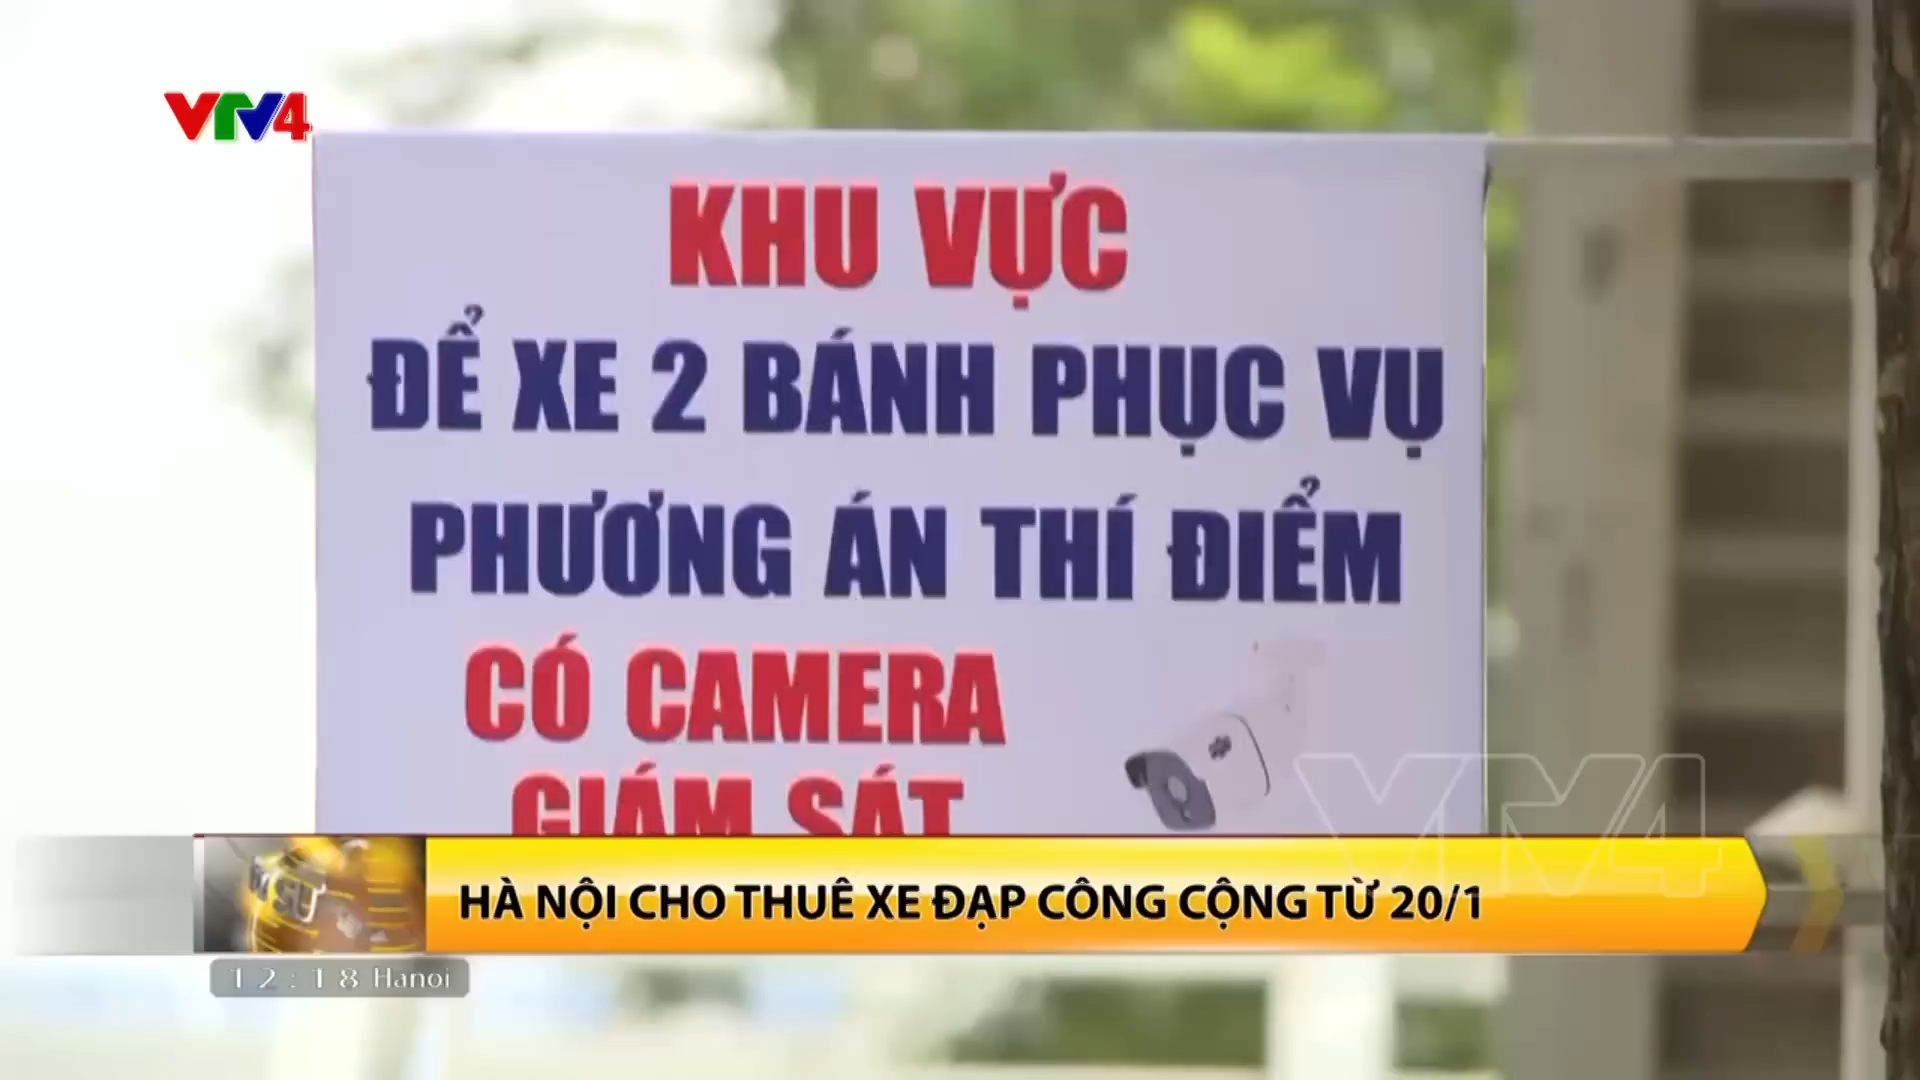 VTV4
KHU VỰC
ĐỂ XE 2 BÁNH PHỤC VỤ
PHƯƠNG ÁN THÍ ĐIỂM
CÓ CAMERA
GIÁM SÁT
VTV4
HÀ NỘI CHO THUÊ XE ĐẠP CÔNG CỘNG TỪ 20/1
12:18 Hanoi